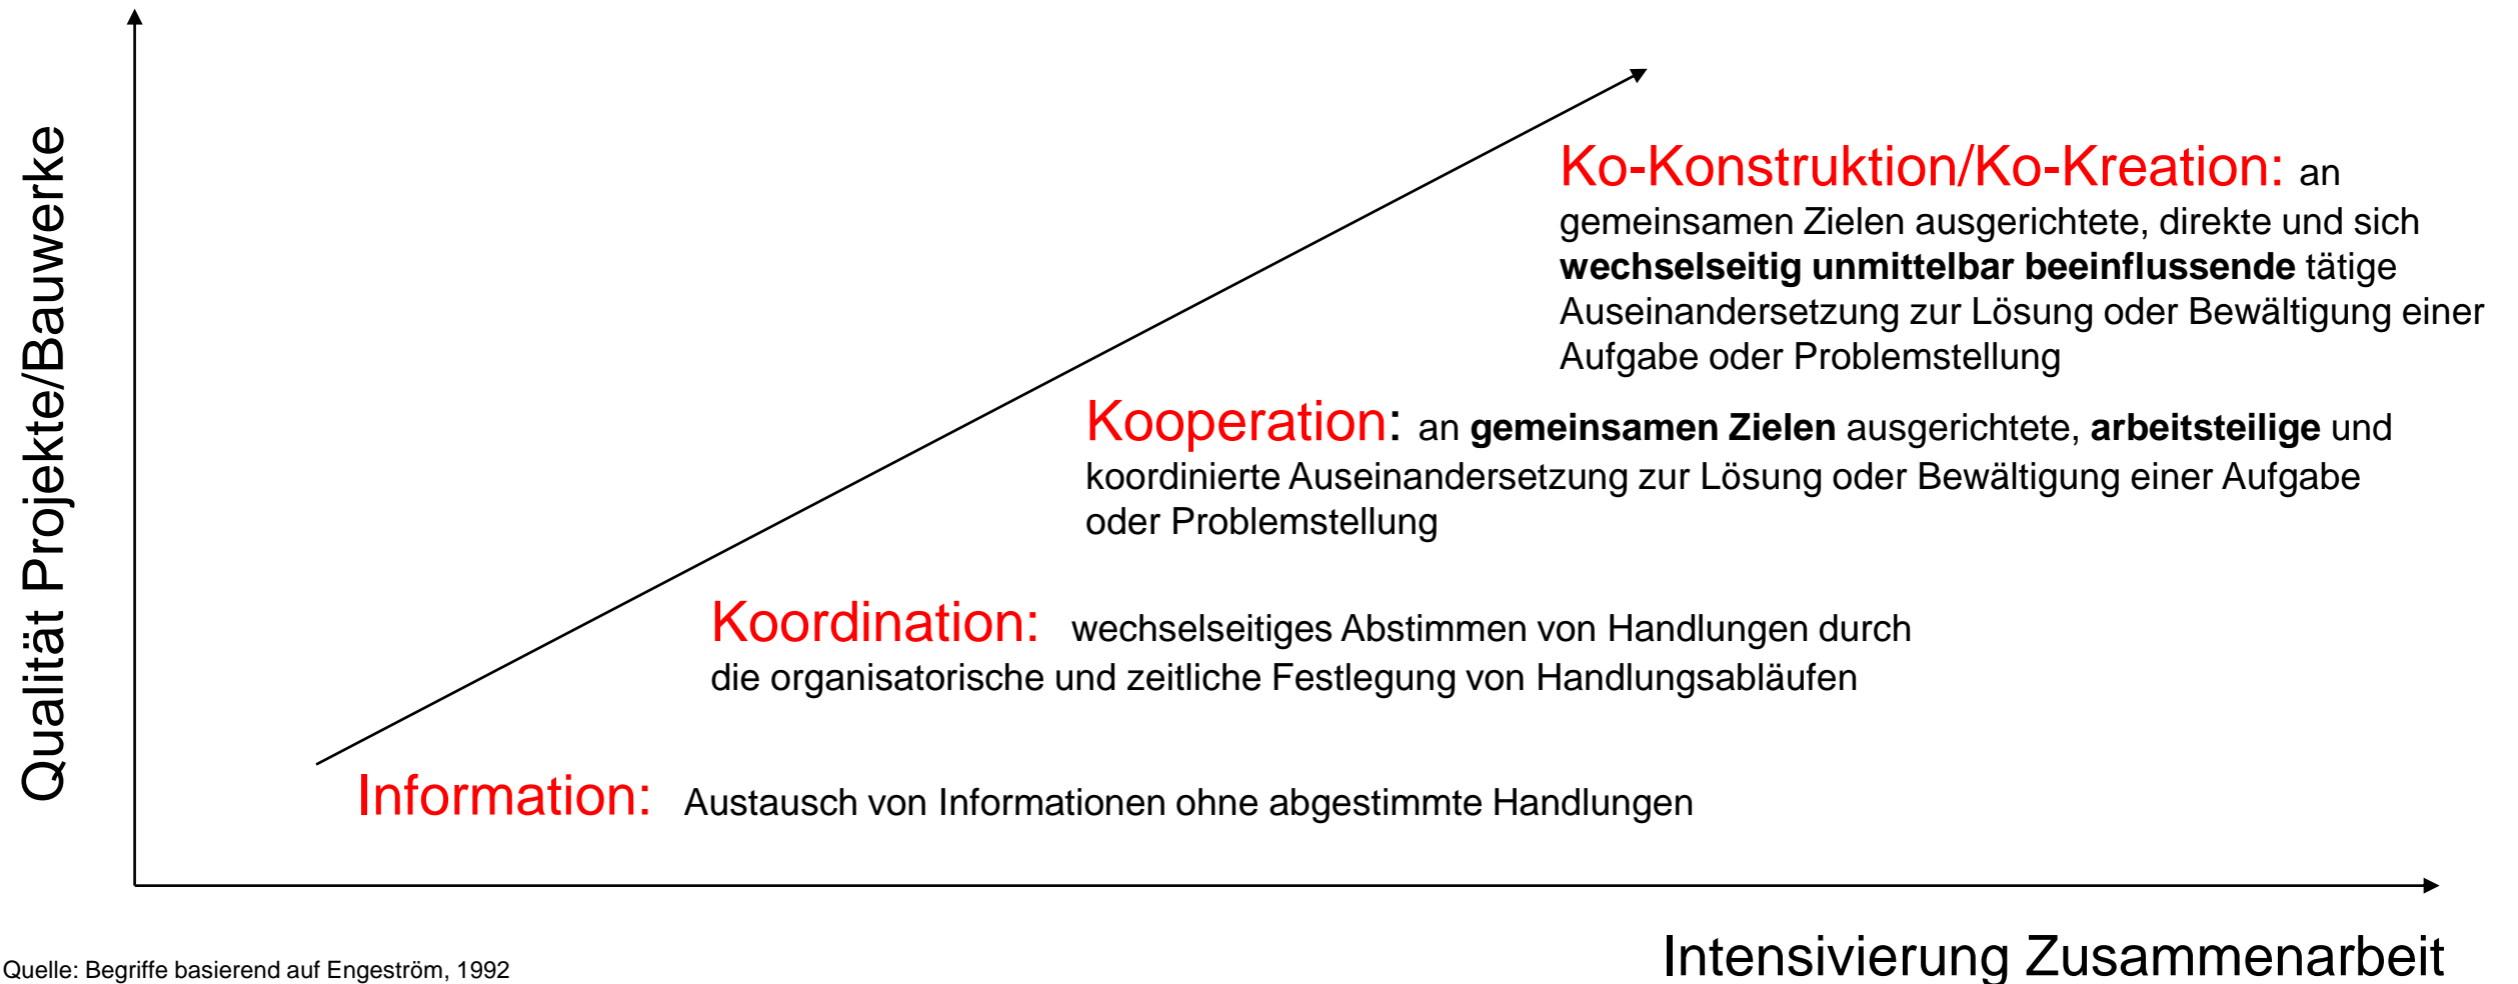 Qualität Projekte/Bauwerke
Ko-Konstruktion/Ko-Kreation: an
gemeinsamen Zielen ausgerichtete, direkte und sich
wechselseitig unmittelbar beeinflussende tätige
Auseinandersetzung zur Lösung oder Bewältigung einer
Aufgabe oder Problemstellung
Kooperation: an gemeinsamen Zielen ausgerichtete, arbeitsteilige und
koordinierte Auseinandersetzung zur Lösung oder Bewältigung einer Aufgabe
oder Problemstellung
Koordination: wechselseitiges Abstimmen von Handlungen durch
die organisatorische und zeitliche Festlegung von Handlungsabläufen
Information: Austausch von Informationen ohne abgestimmte Handlungen
Intensivierung Zusammenarbeit
Quelle: Begriffe basierend auf Engeström, 1992